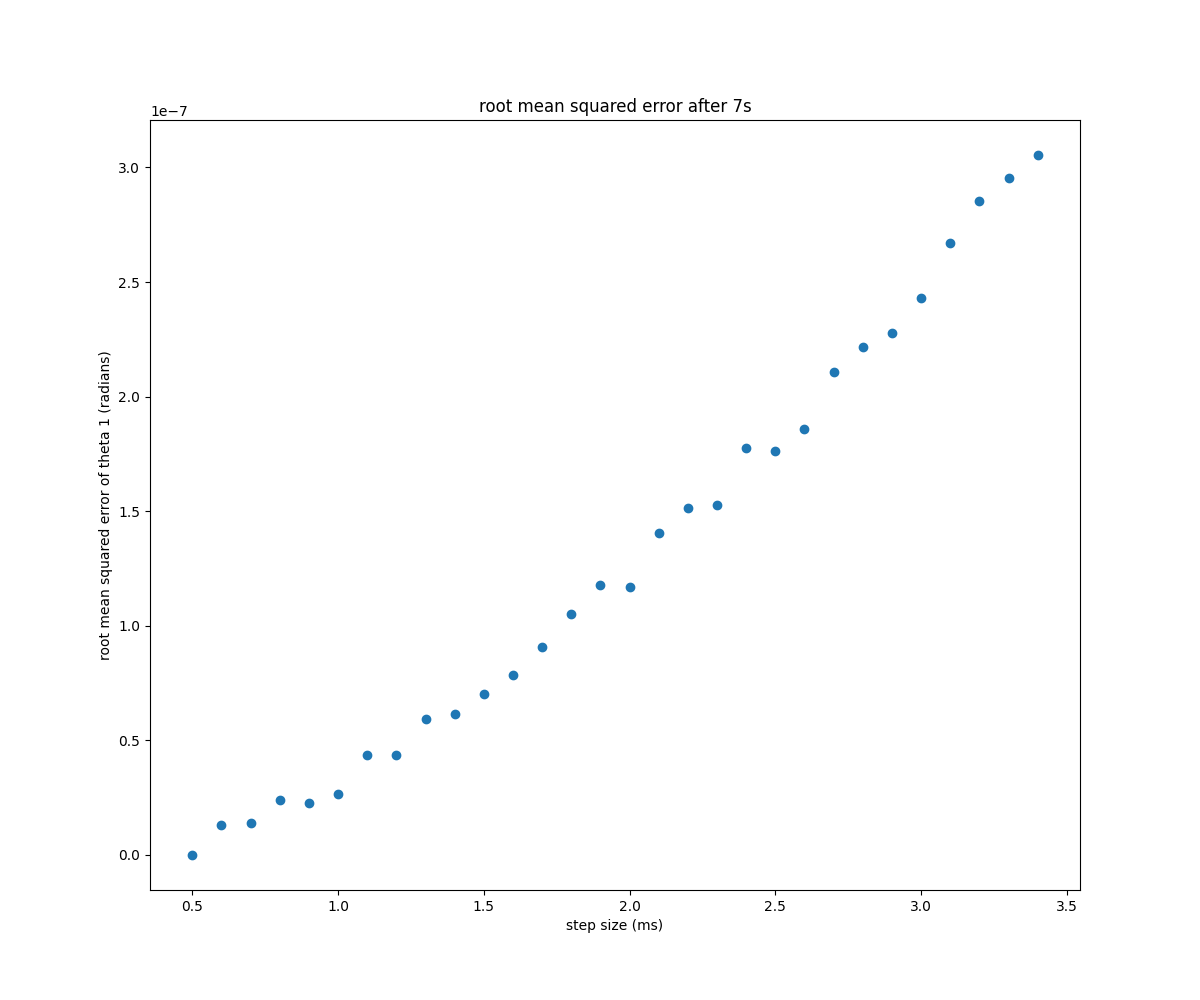 root mean squared error after 7s
1e−7
3.0
2.5
2.0
1.5
1.0
0.5
0.0
root mean squared error of theta 1 (radians)
0.5 1.0 1.5 2.0 2.5 3.0 3.5
step size (ms)